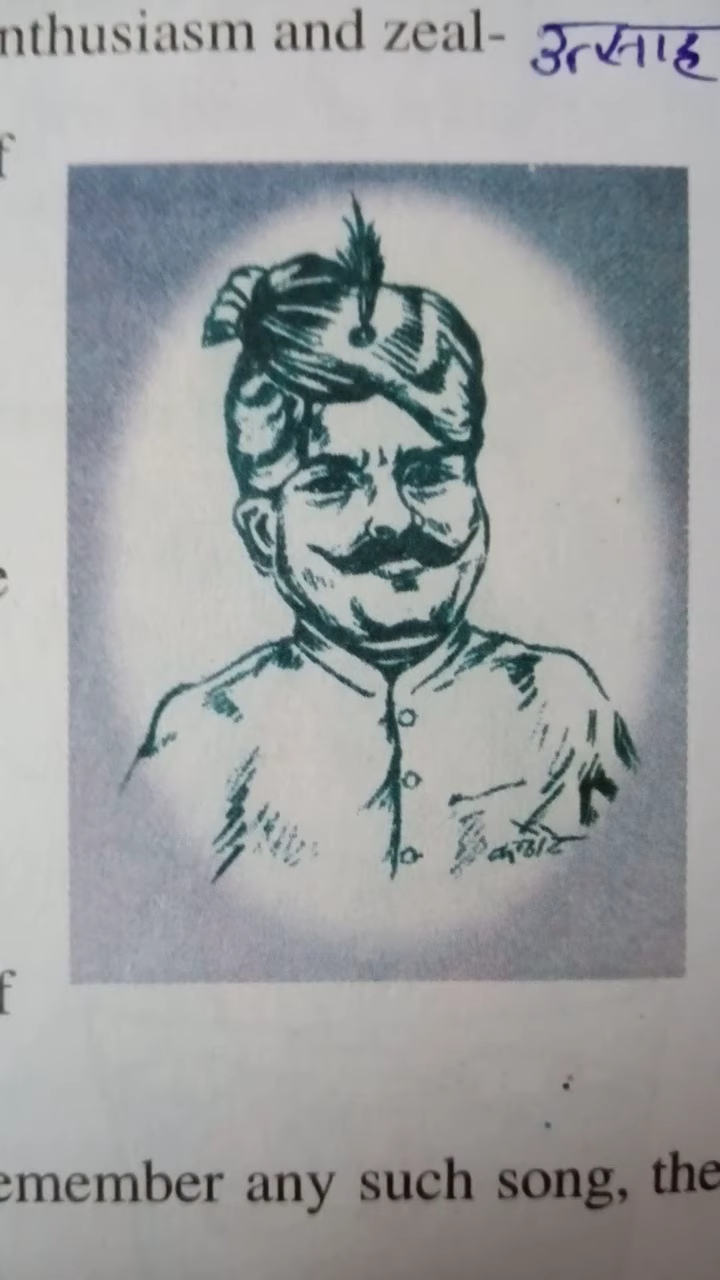 nthusiasm and zeal- उत्साह
f
e
f
emember any such song, the